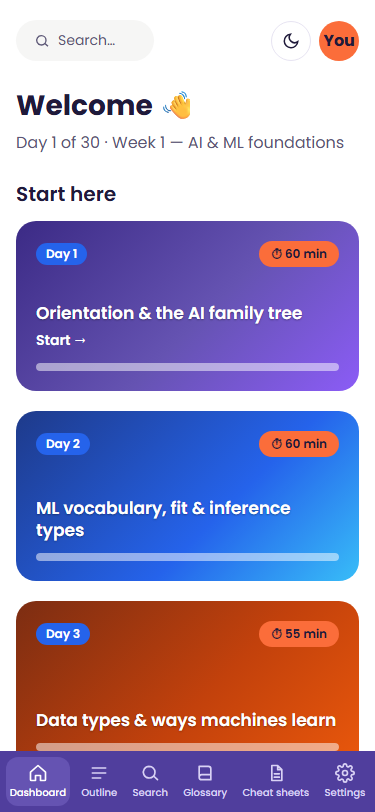 Search...
You
Welcome 👋
Day 1 of 30 · Week 1 — AI & ML foundations
Start here
Day 1
⏱ 60 min
Orientation & the AI family tree
Start →
Day 2
⏱ 60 min
ML vocabulary, fit & inference
types
Day 3
⏱ 55 min
Data types & ways machines learn
Dashboard
Outline
Search
Glossary
Cheat sheets
Settings